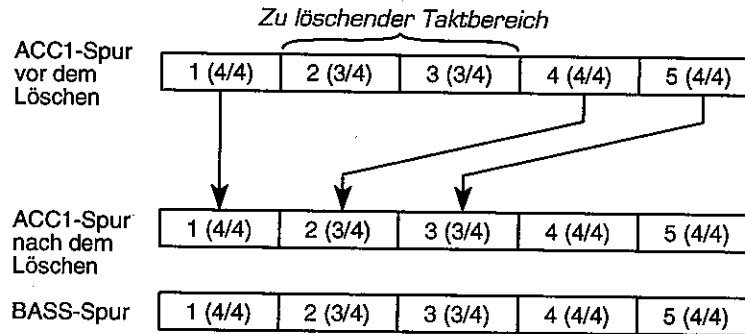 Zu löschender Taktbereich
ACC1-Spur
vor dem
Löschen
1 (4/4) 2 (3/4) 3 (3/4) 4 (4/4) 5 (4/4)
ACC1-Spur
nach dem
Löschen
1 (4/4) 2 (3/4) 3 (3/4) 4 (4/4) 5 (4/4)
BASS-Spur
1 (4/4) 2 (3/4) 3 (3/4) 4 (4/4) 5 (4/4)